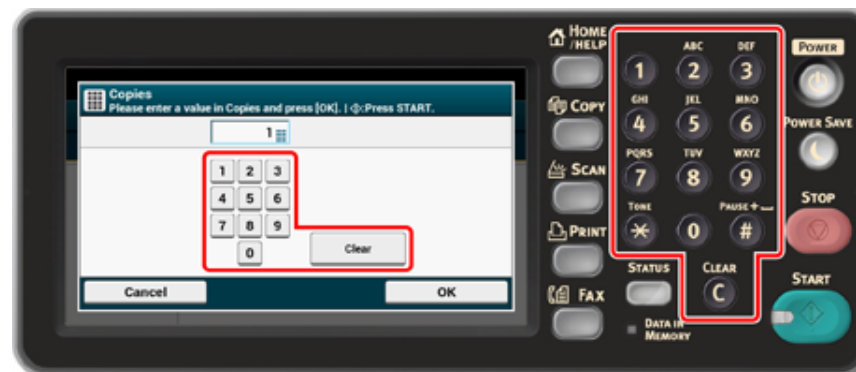 Copies
Please enter a value in Copies and press [OK]. | ◇:Press START.
1
1 2 3
4 5 6
7 8 9
0
Clear
Cancel
OK
HOME
/HELP
COPY
SCAN
PRINT
FAX
ABC DEF
1 2 3
GHI JKL MNO
4 5 6
PQRS TUV WXYZ
7 8 9
TONE PAUSE+⎵
* 0 #
STATUS
CLEAR
C
DATA IN
MEMORY
POWER
POWER SAVE
STOP
START